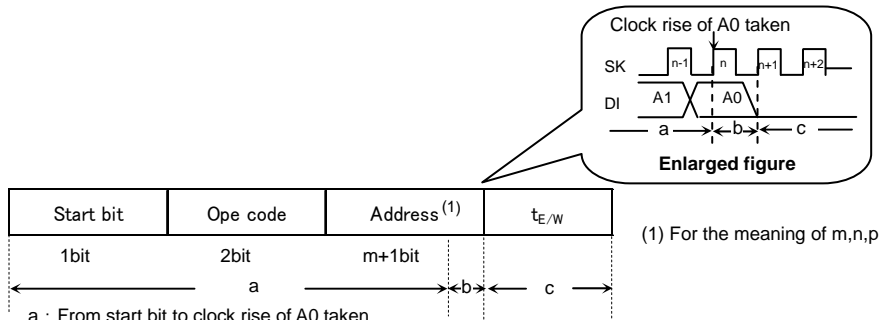 Clock rise of A0 taken
SK n-1 n n+1 n+2
DI A1 A0
a b c
Enlarged figure
Start bit Ope code Address(1) tE/W
(1) For the meaning of m,n,p
1bit 2bit m+1bit
a b c
a : From start bit to clock rise of A0 taken